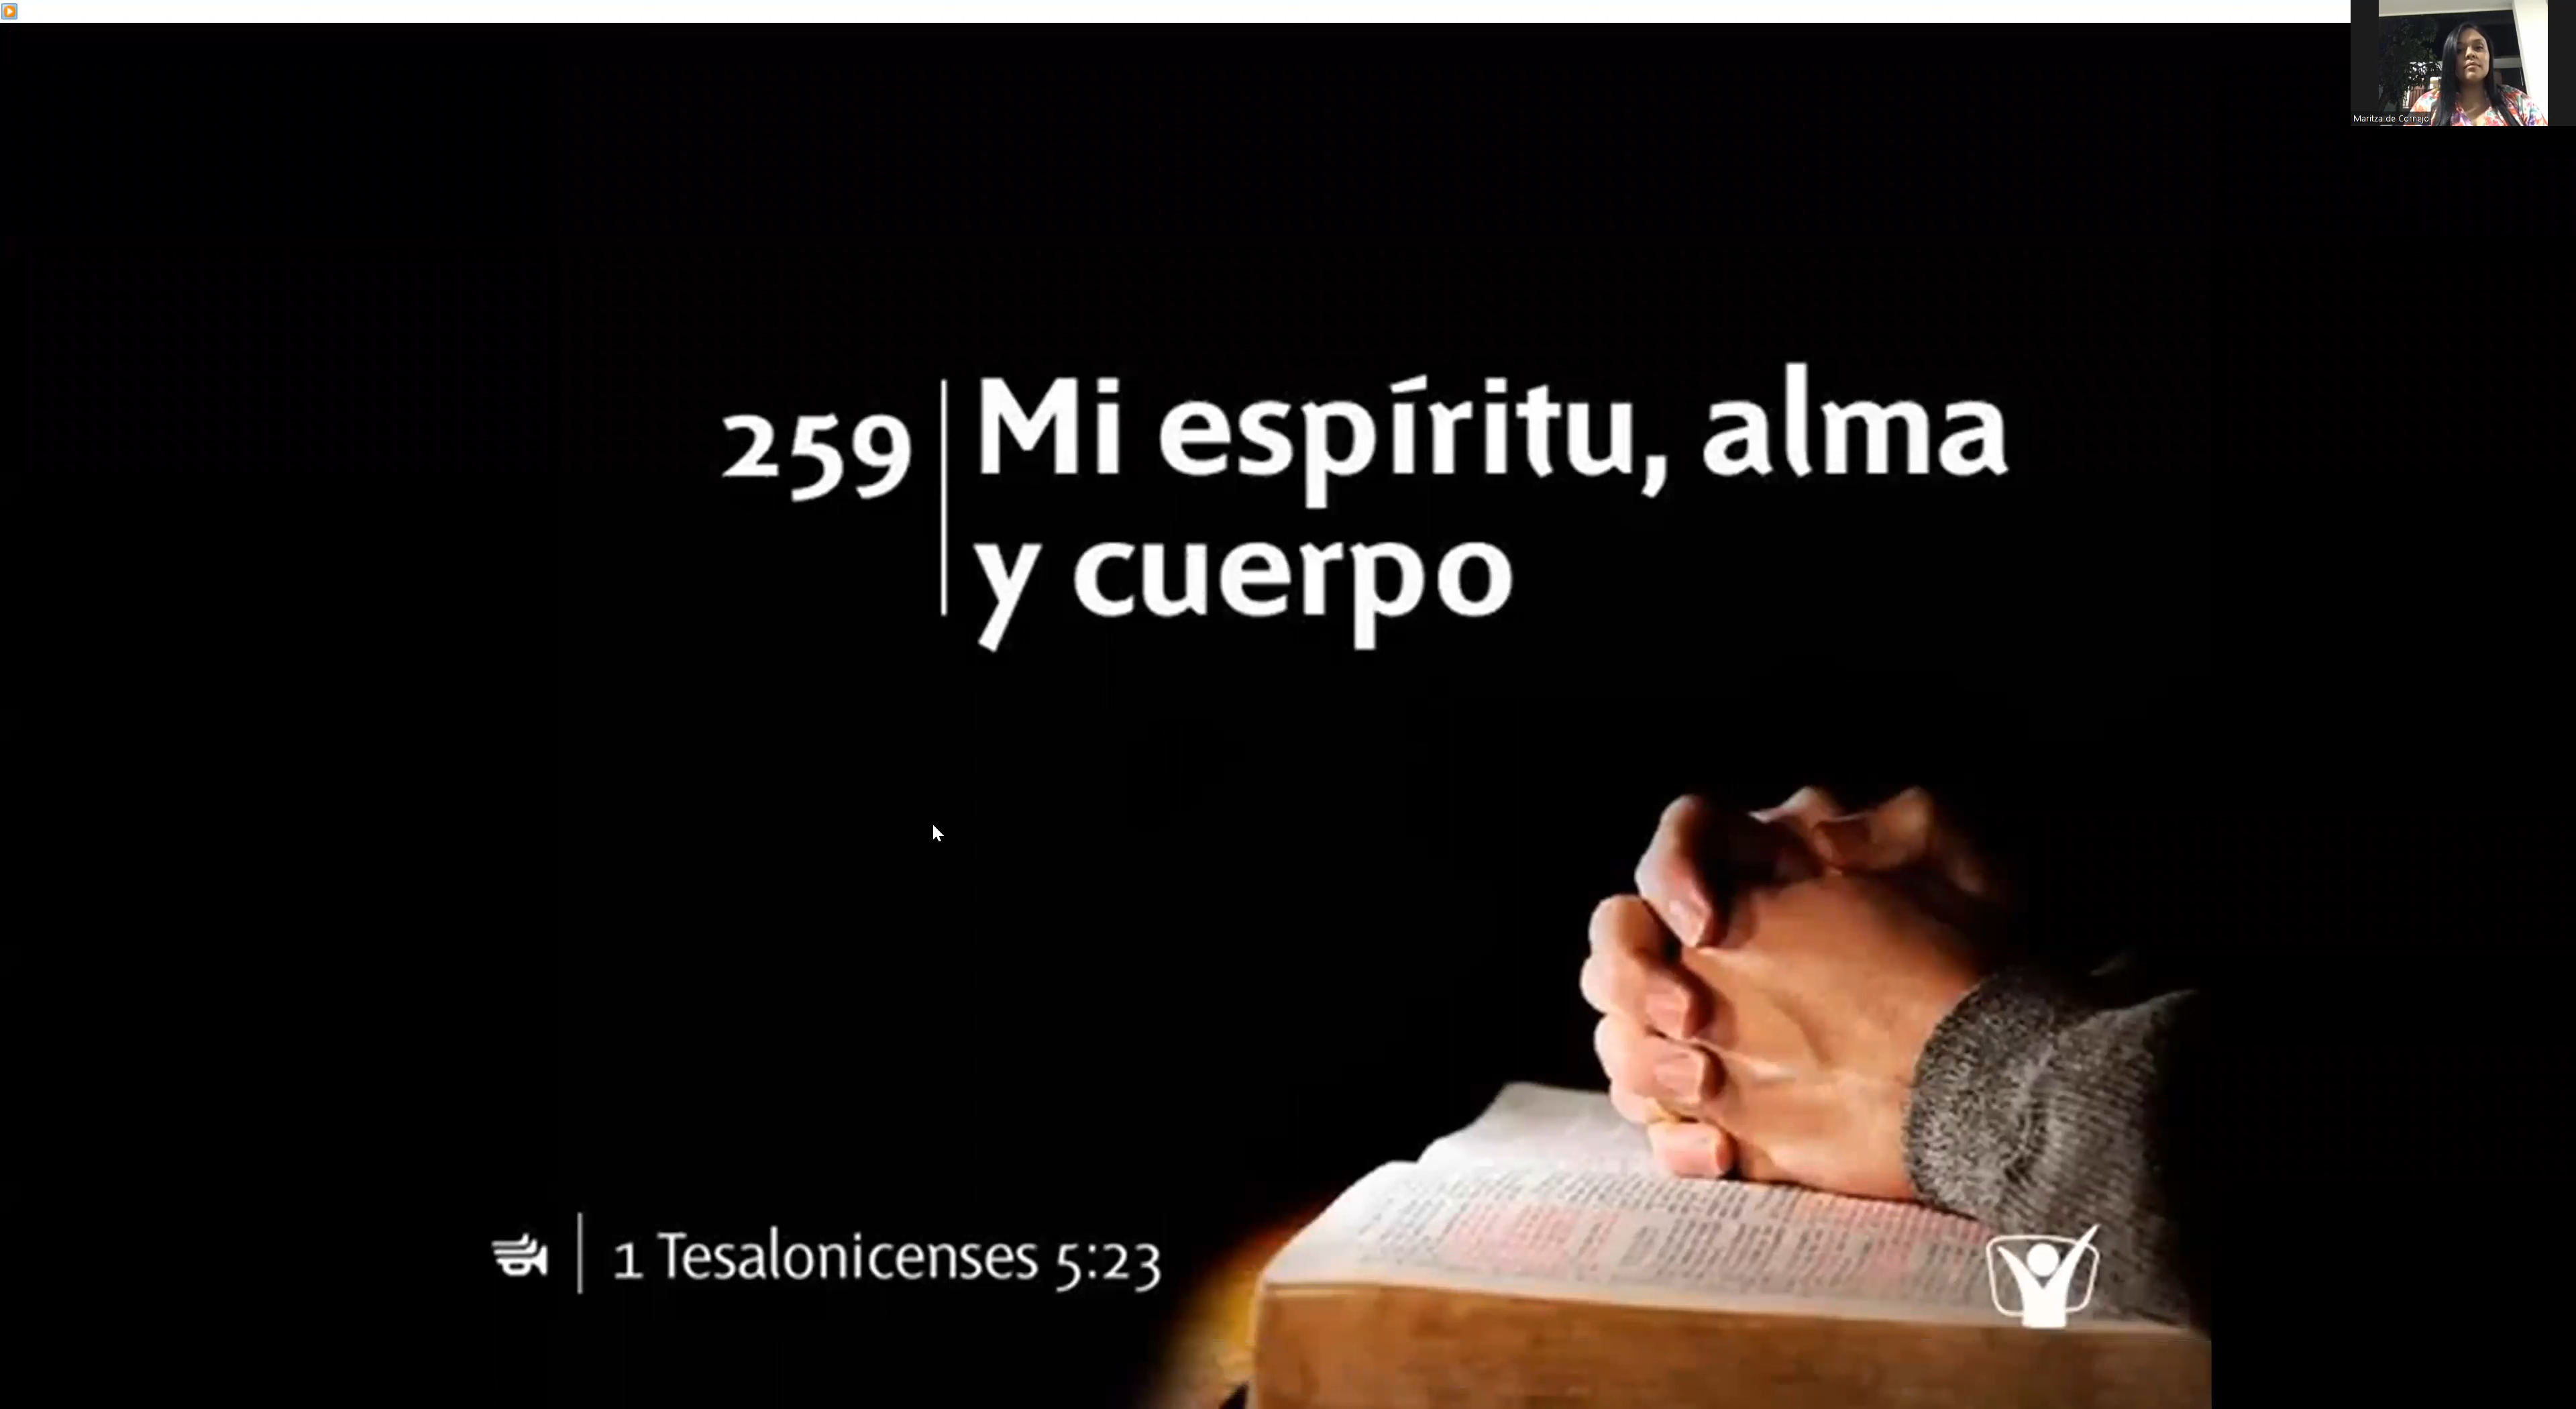 Maritza de Cornejo
259 Mi espíritu, alma
y cuerpo
1 Tesalonicenses 5:23